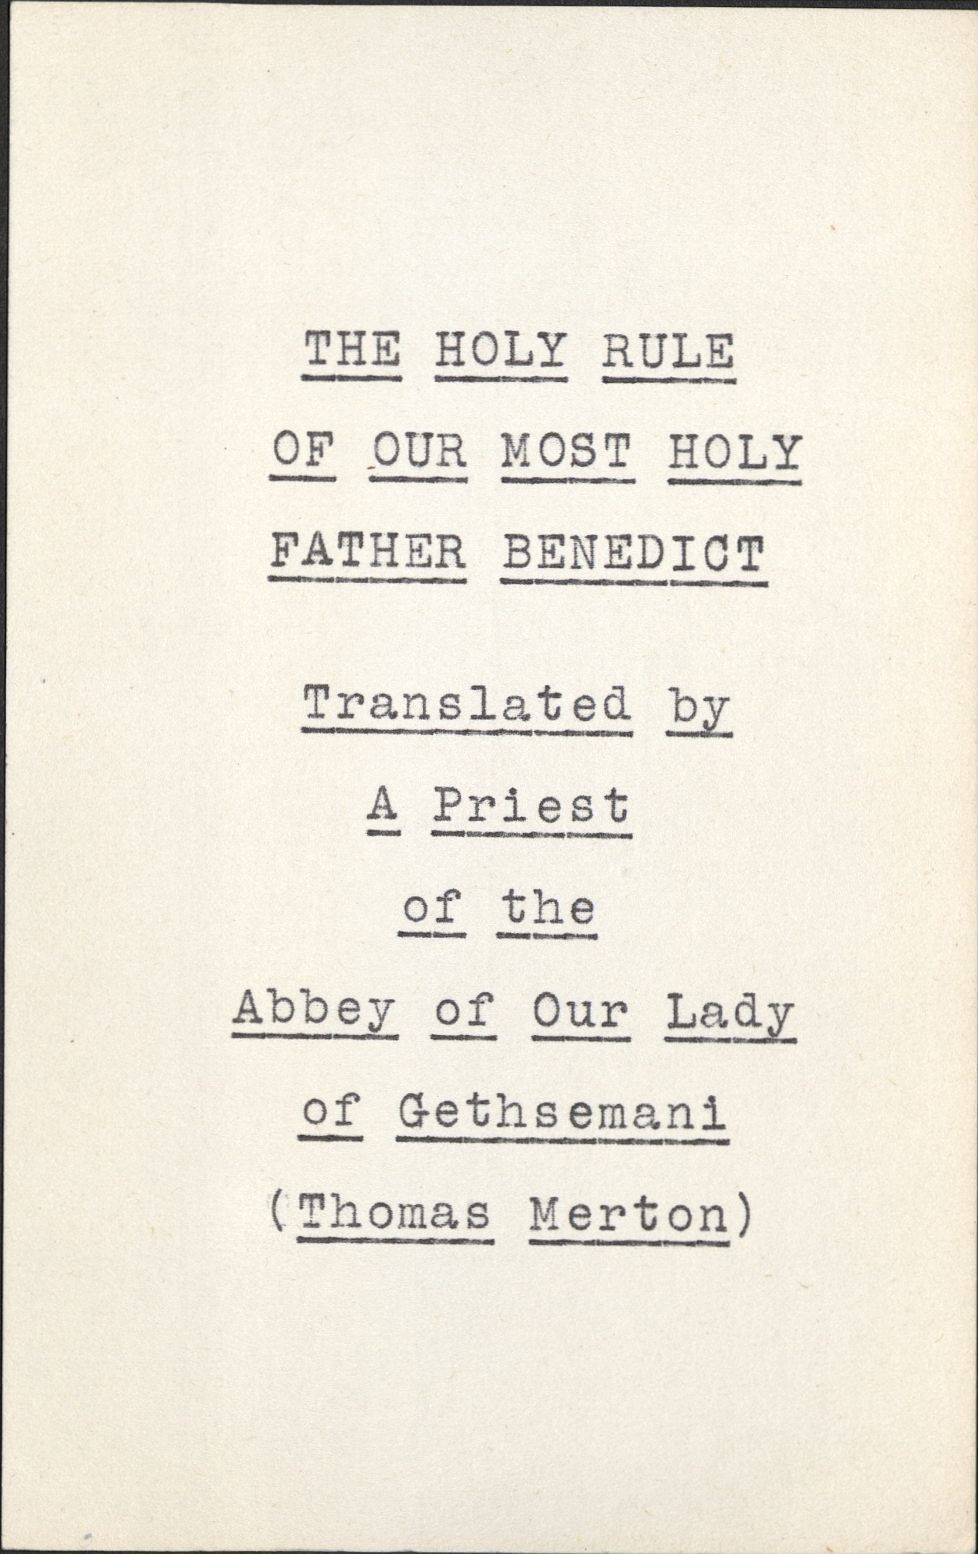 THE HOLY RULE
OF OUR MOST HOLY
FATHER BENEDICT
Translated by
A Priest
of the
Abbey of Our Lady
of Gethsemani
(Thomas Merton)